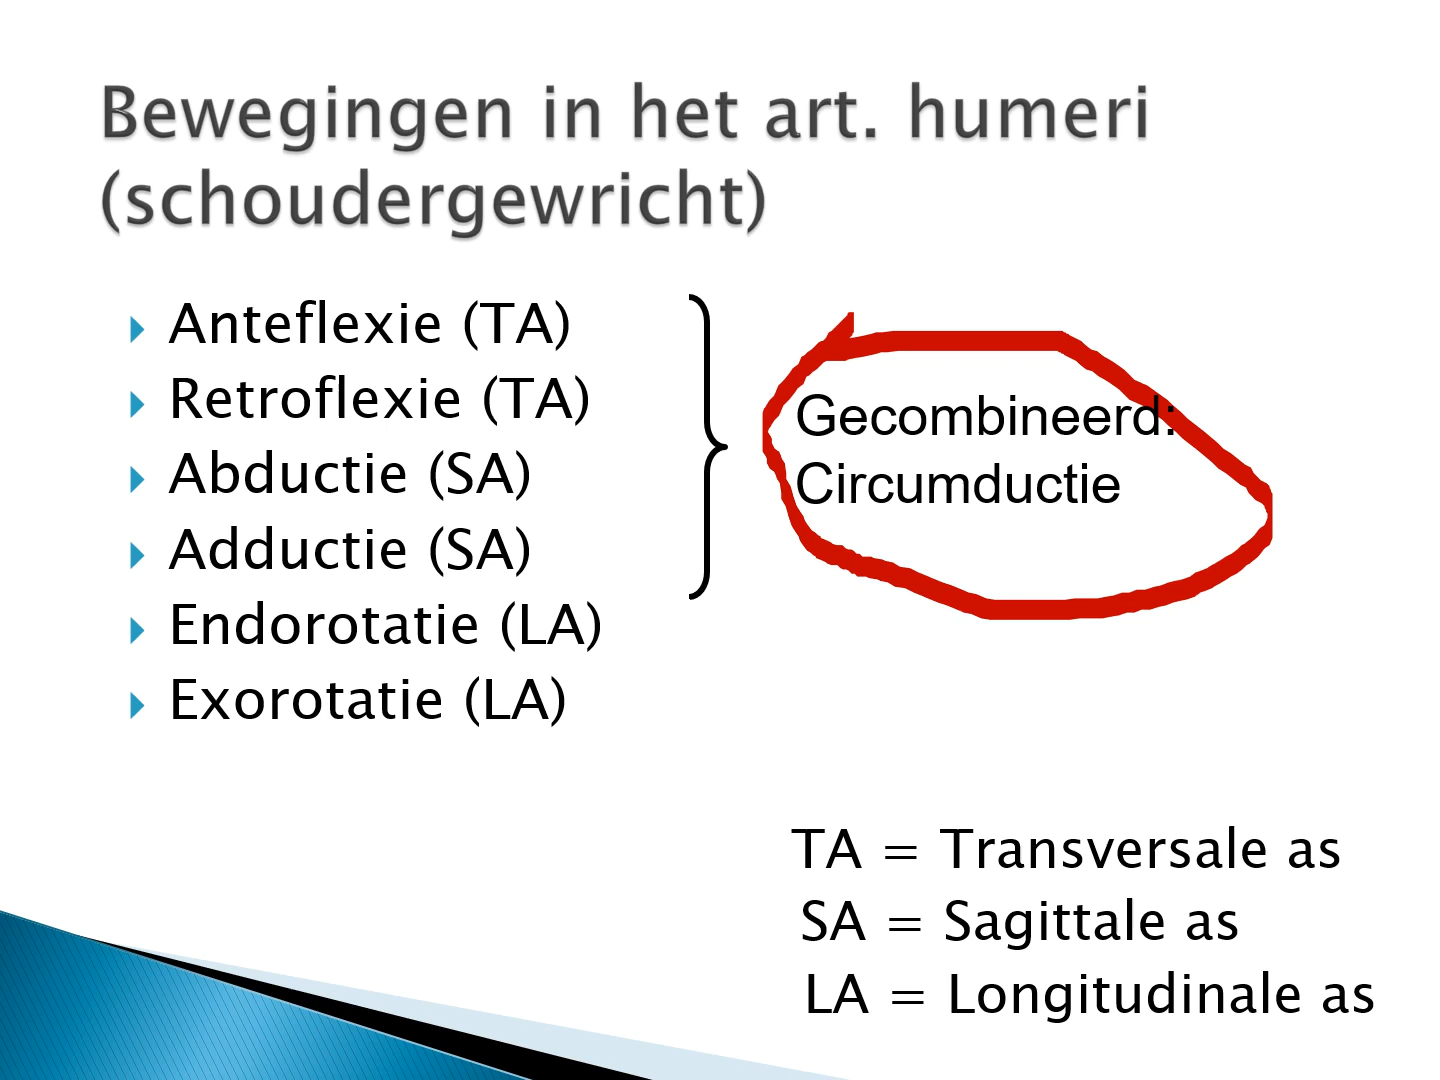 Bewegingen in het art. humeri
(schoudergewricht)
Anteflexie (TA)
Retroflexie (TA)
Abductie (SA)
Adductie (SA)
Endorotatie (LA)
Exorotatie (LA)
Gecombineerd:
Circumductie
TA = Transversale as
SA = Sagittale as
LA = Longitudinale as